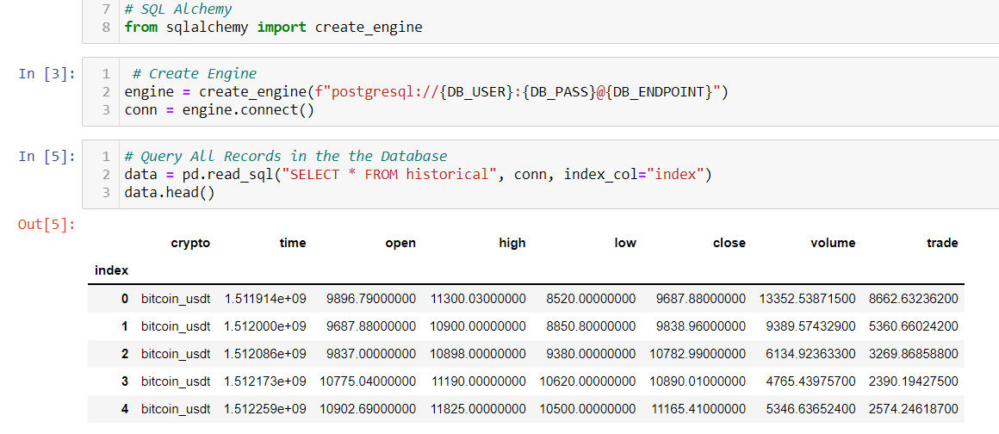 7 # SQL Alchemy
8 from sqlalchemy import create_engine
In [3]: 1 # Create Engine
2 engine = create_engine(f"postgresql://{DB_USER}:{DB_PASS}@{DB_ENDPOINT}")
3 conn = engine.connect()
In [5]: 1 # Query All Records in the the Database
2 data = pd.read_sql("SELECT * FROM historical", conn, index_col="index")
3 data.head()
Out[5]:
crypto time open high low close volume trade
index
0 bitcoin_usdt 1.511914e+09 9896.79000000 11300.03000000 8520.00000000 9687.88000000 13352.53871500 8662.63236200
1 bitcoin_usdt 1.512000e+09 9687.88000000 10900.00000000 8850.80000000 9838.96000000 9389.57432900 5360.66024200
2 bitcoin_usdt 1.512086e+09 9837.00000000 10898.00000000 9380.00000000 10782.99000000 6134.92363300 3269.86858800
3 bitcoin_usdt 1.512173e+09 10775.04000000 11190.00000000 10620.00000000 10890.01000000 4765.43975700 2390.19427500
4 bitcoin_usdt 1.512259e+09 10902.69000000 11825.00000000 10500.00000000 11165.41000000 5346.63652400 2574.24618700